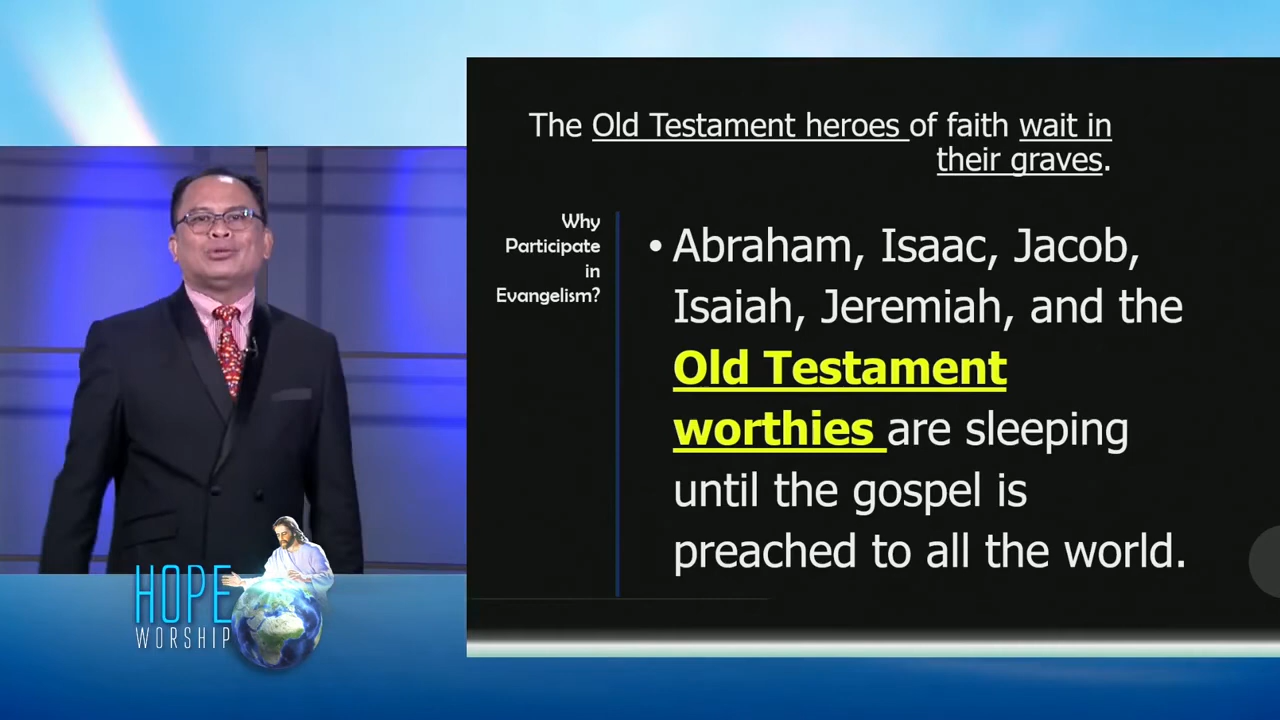 The Old Testament heroes of faith wait in
their graves.
Why
Participate
in
Evangelism?
• Abraham, Isaac, Jacob,
Isaiah, Jeremiah, and the
Old Testament
worthies are sleeping
until the gospel is
preached to all the world.
HOPE
WORSHIP